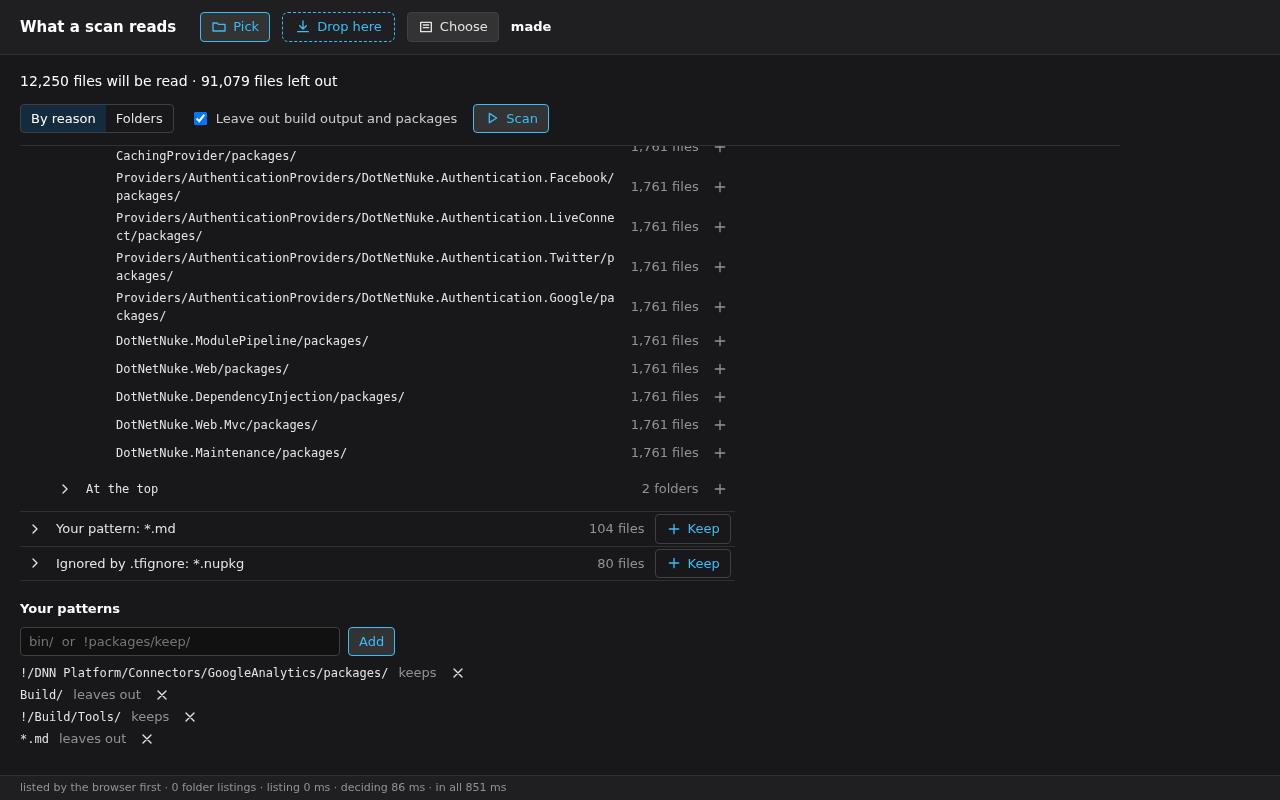 What a scan reads Pick Drop here Choose made
12,250 files will be read · 91,079 files left out
By reason Folders Leave out build output and packages Scan
CachingProvider/packages/ 1,761 files
Providers/AuthenticationProviders/DotNetNuke.Authentication.Facebook/
packages/ 1,761 files
Providers/AuthenticationProviders/DotNetNuke.Authentication.LiveConne
ct/packages/ 1,761 files
Providers/AuthenticationProviders/DotNetNuke.Authentication.Twitter/p
ackages/ 1,761 files
Providers/AuthenticationProviders/DotNetNuke.Authentication.Google/pa
ckages/ 1,761 files
DotNetNuke.ModulePipeline/packages/ 1,761 files
DotNetNuke.Web/packages/ 1,761 files
DotNetNuke.DependencyInjection/packages/ 1,761 files
DotNetNuke.Web.Mvc/packages/ 1,761 files
DotNetNuke.Maintenance/packages/ 1,761 files
At the top 2 folders
Your pattern: *.md 104 files Keep
Ignored by .tfignore: *.nupkg 80 files Keep
Your patterns
bin/ or !packages/keep/ Add
!/DNN Platform/Connectors/GoogleAnalytics/packages/ keeps
Build/ leaves out
!/Build/Tools/ keeps
*.md leaves out
listed by the browser first · 0 folder listings · listing 0 ms · deciding 86 ms · in all 851 ms